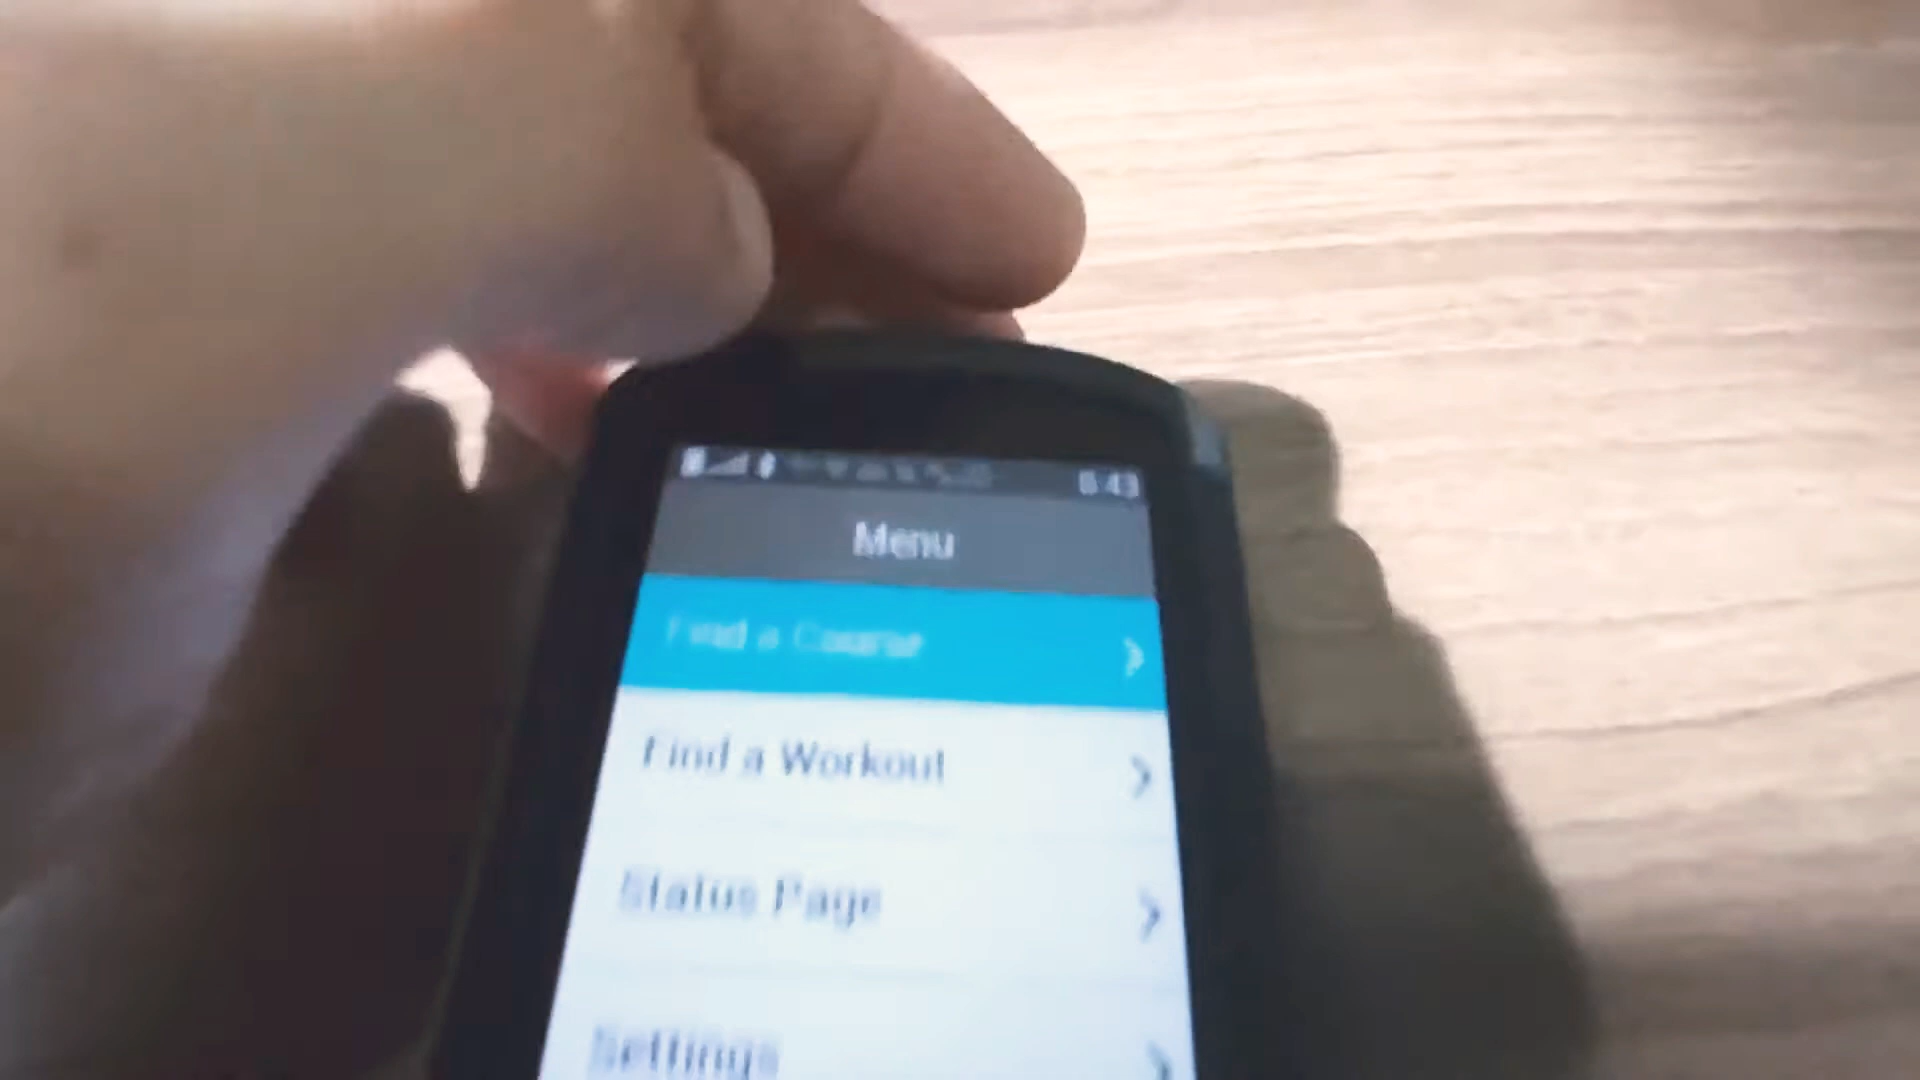 Menu
Find a Course
Find a Workout
Status Page
Settings